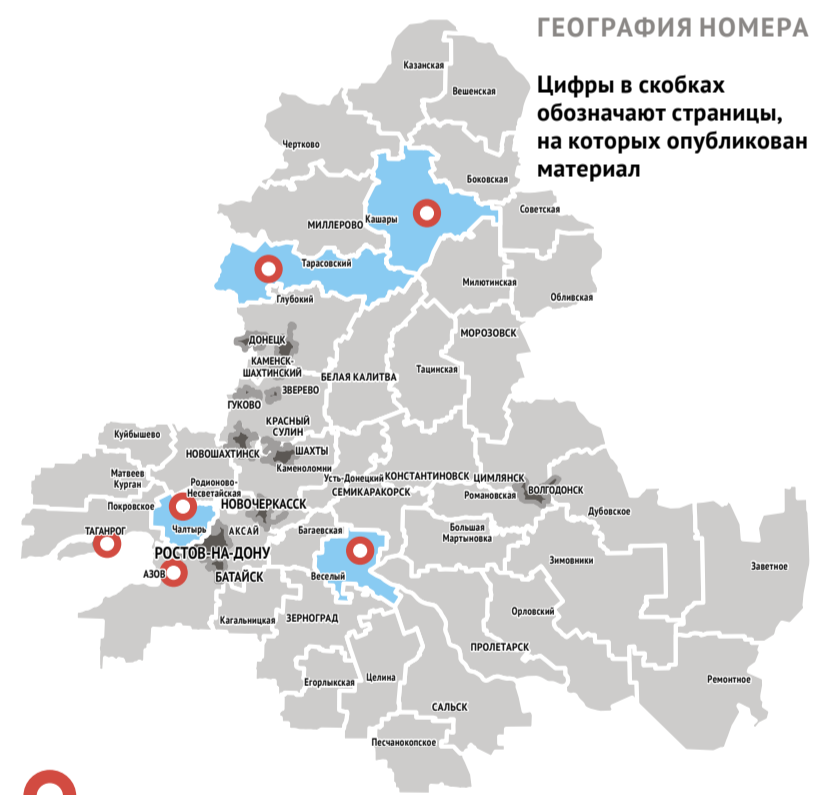 ГЕОГРАФИЯ НОМЕРА
Цифры в скобках
обозначают страницы,
на которых опубликован
материал
Казанская
Вешенская
Чертково
Боковская
Кашары
Советская
МИЛЛЕРОВО
Тарасовский
Милютинская
Обливская
Глубокий
МОРОЗОВСК
ДОНЕЦК
КАМЕНСК-
ШАХТИНСКИЙ
БЕЛАЯ КАЛИТВА
Тацинская
ЗВЕРЕВО
ГУКОВО
КРАСНЫЙ
СУЛИН
Куйбышево
НОВОШАХТИНСК
ШАХТЫ
Каменоломни
Матвеев
Курган
Родионово-
Несветайская
Усть-Донецкий
КОНСТАНТИНОВСК
ЦИМЛЯНСК
СЕМИКАРАКОРСК
Романовская
ВОЛГОДОНСК
Покровское
НОВОЧЕРКАССК
Дубовское
ТАГАНРОГ
Чалтырь
АКСАЙ
Багаевская
Большая
Мартыновка
РОСТОВ-НА-ДОНУ
Зимовники
Заветное
АЗОВ
БАТАЙСК
Веселый
Кагальницкая
ЗЕРНОГРАД
Орловский
ПРОЛЕТАРСК
Егорлыкская
Целина
Ремонтное
САЛЬСК
Песчанокопское